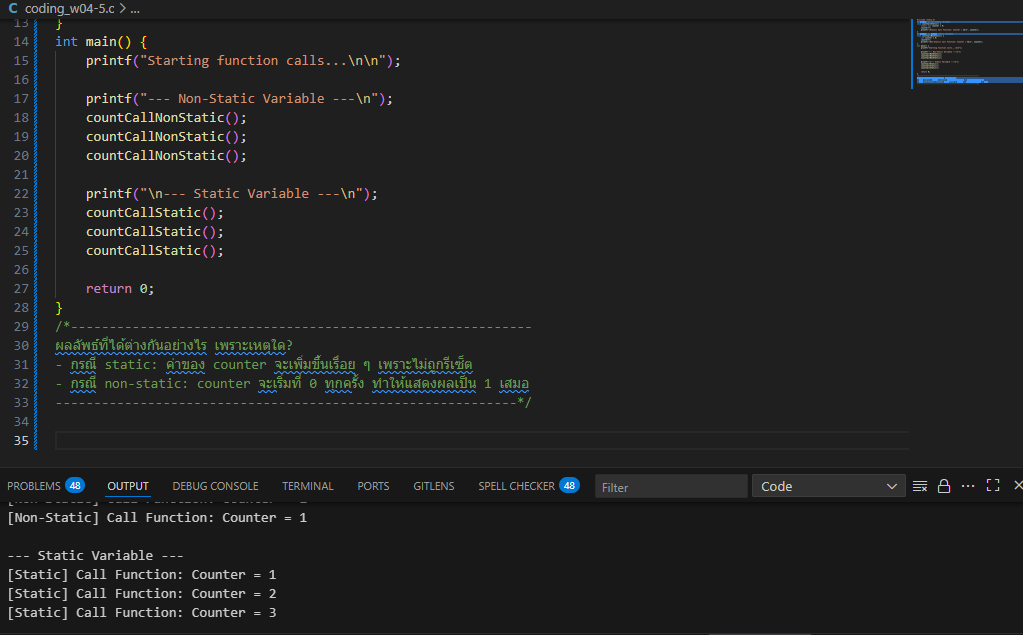 C coding_w04-5.c > ...
13 }
14 int main() {
15 printf("Starting function calls...\n\n");
16
17 printf("--- Non-Static Variable ---\n");
18 countCallNonStatic();
19 countCallNonStatic();
20 countCallNonStatic();
21
22 printf("\n--- Static Variable ---\n");
23 countCallStatic();
24 countCallStatic();
25 countCallStatic();
26
27 return 0;
28 }
29 /*------------------------------------------------------------
30 ผลลัพธ์ที่ได้ต่างกันอย่างไร เพราะเหตุใด?
31 - กรณี static: ค่าของ counter จะเพิ่มขึ้นเรื่อย ๆ เพราะไม่ถูกรีเซ็ต
32 - กรณี non-static: counter จะเริ่มที่ 0 ทุกครั้ง ทำให้แสดงผลเป็น 1 เสมอ
33 ------------------------------------------------------------*/
34
35
PROBLEMS 48 OUTPUT DEBUG CONSOLE TERMINAL PORTS GITLENS SPELL CHECKER 48 Filter Code
[Non-Static] Call Function: Counter = 1
--- Static Variable ---
[Static] Call Function: Counter = 1
[Static] Call Function: Counter = 2
[Static] Call Function: Counter = 3